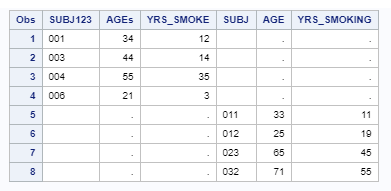 Obs SUBJ123 AGEs YRS_SMOKE SUBJ AGE YRS_SMOKING
1 001 34 12 . .
2 003 44 14 . .
3 004 55 35 . .
4 006 21 3 . .
5 . . 011 33 11
6 . . 012 25 19
7 . . 023 65 45
8 . . 032 71 55